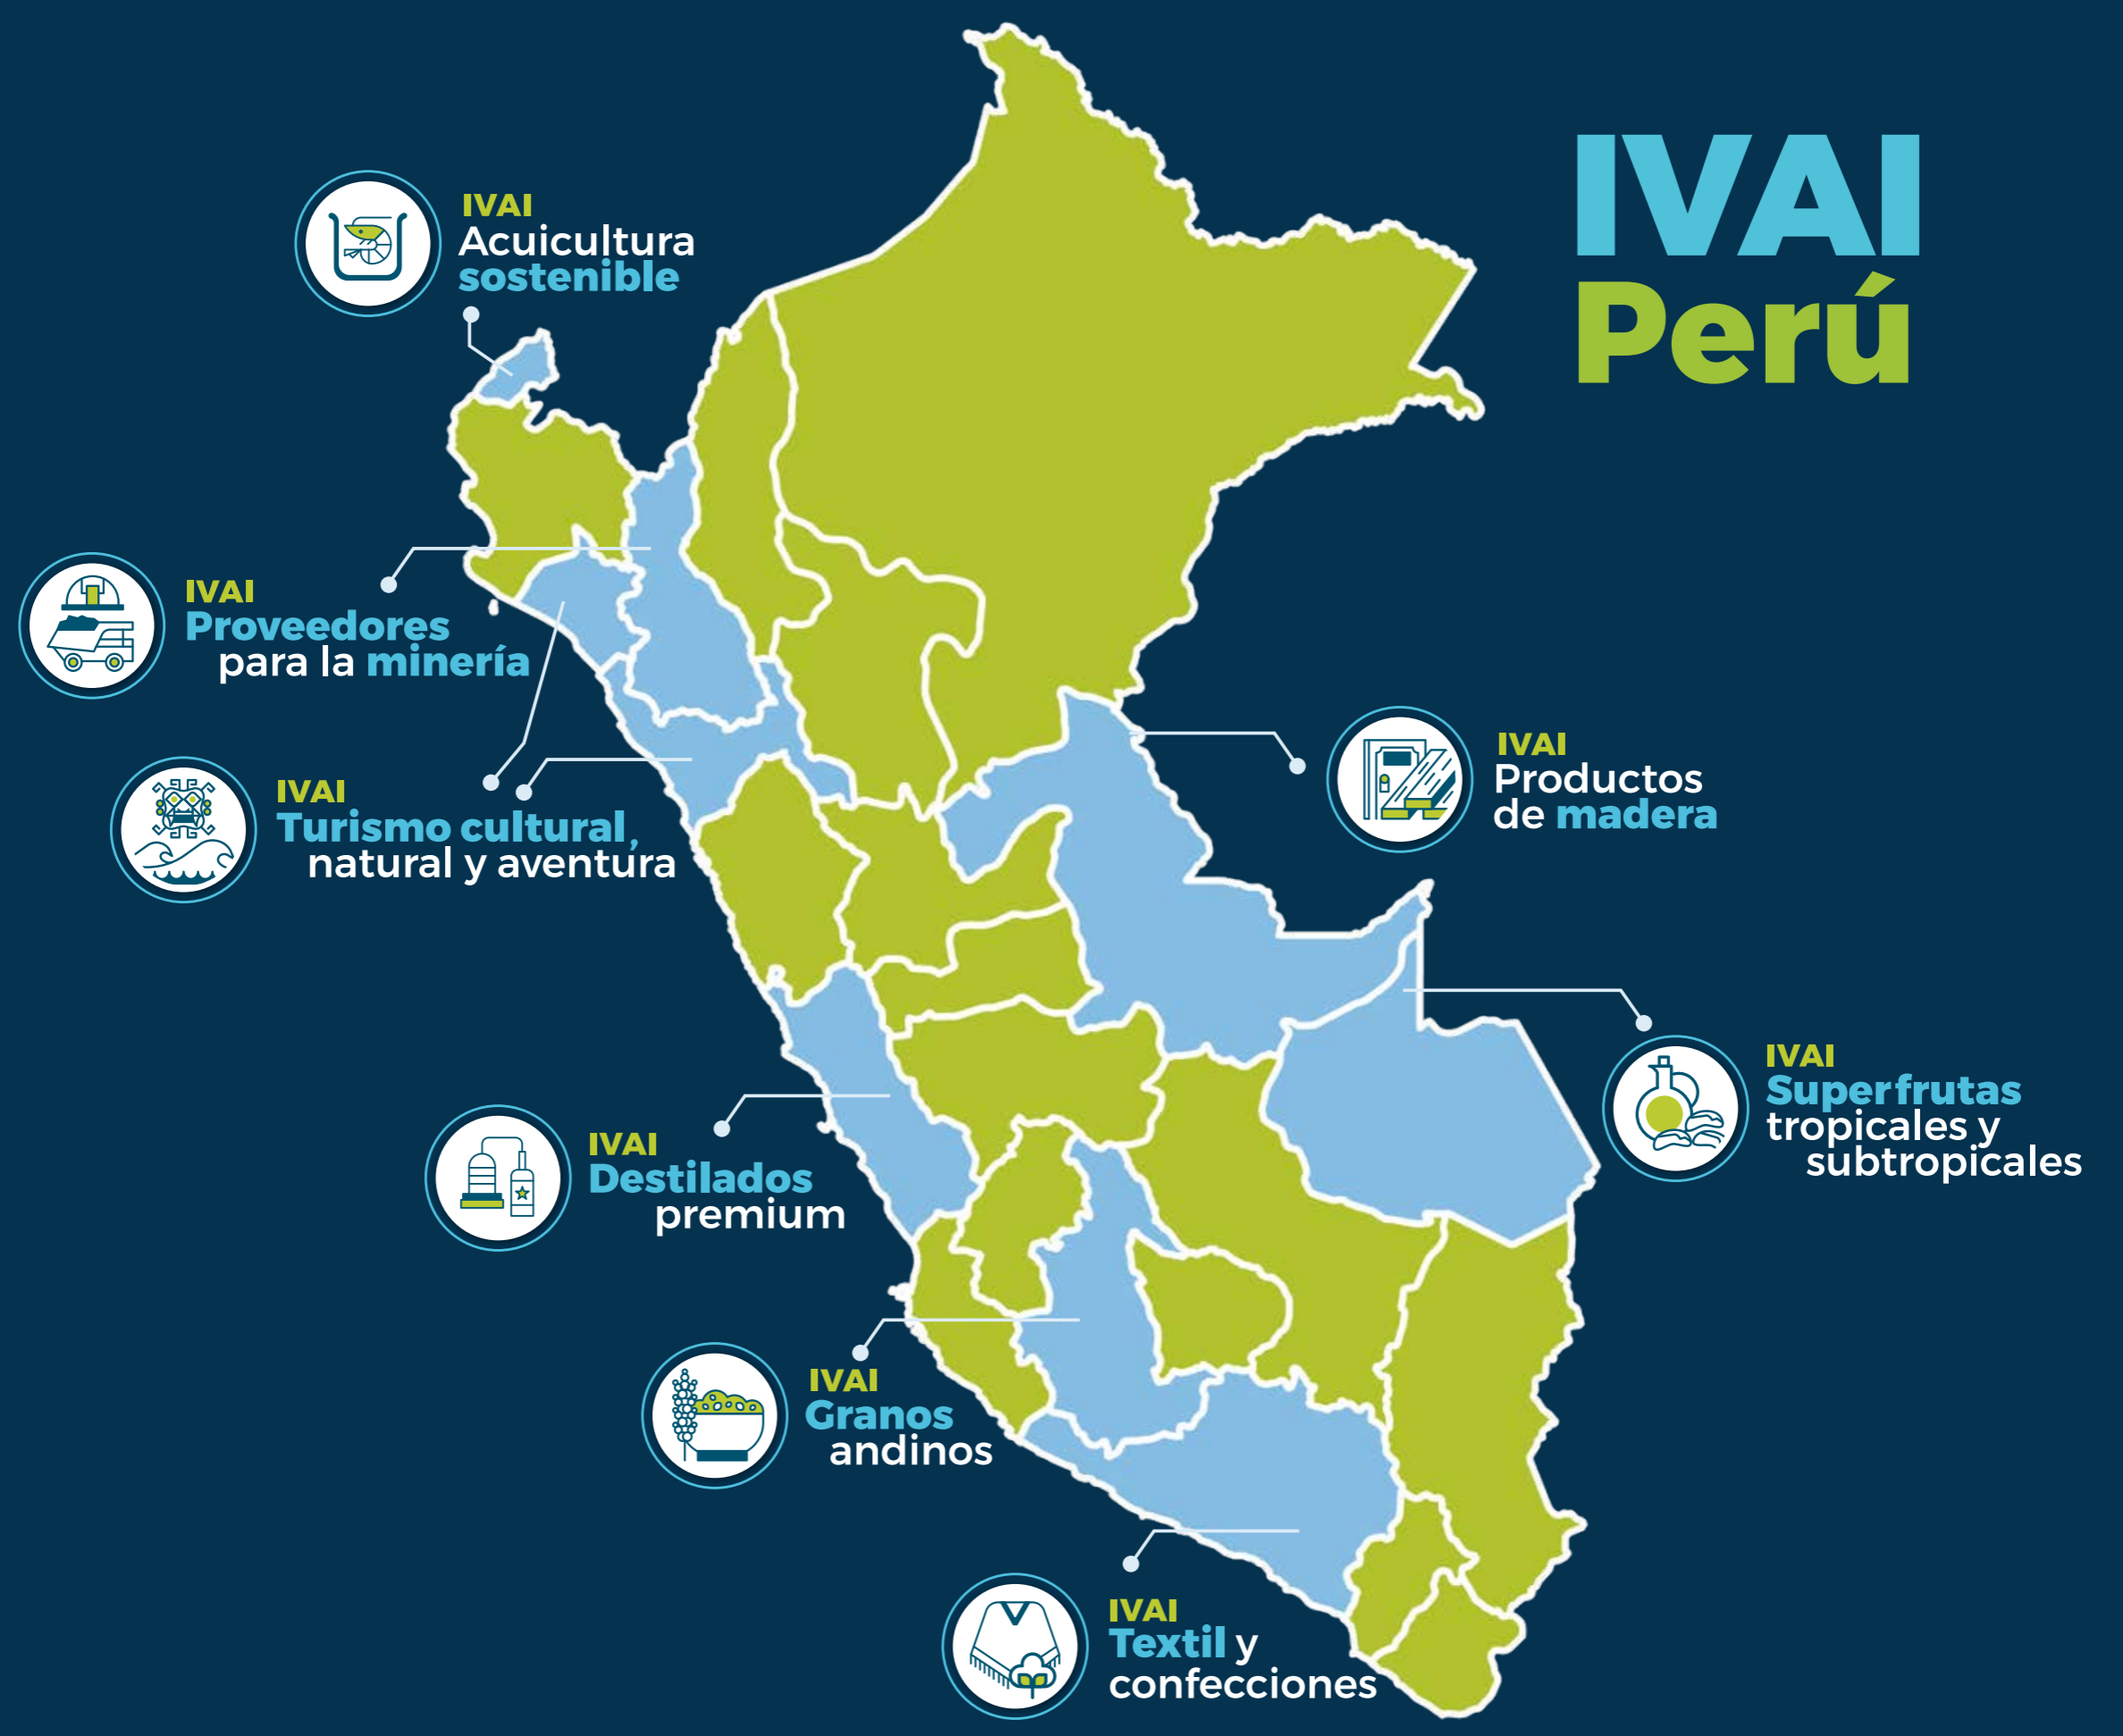 IVAI
Perú
IVAI
Acuicultura
sostenible
IVAI
Proveedores
para la minería
IVAI
Turismo cultural,
natural y aventura
IVAI
Productos
de madera
IVAI
Superfrutas
tropicales y
subtropicales
IVAI
Destilados
premium
IVAI
Granos
andinos
IVAI
Textil y
confecciones